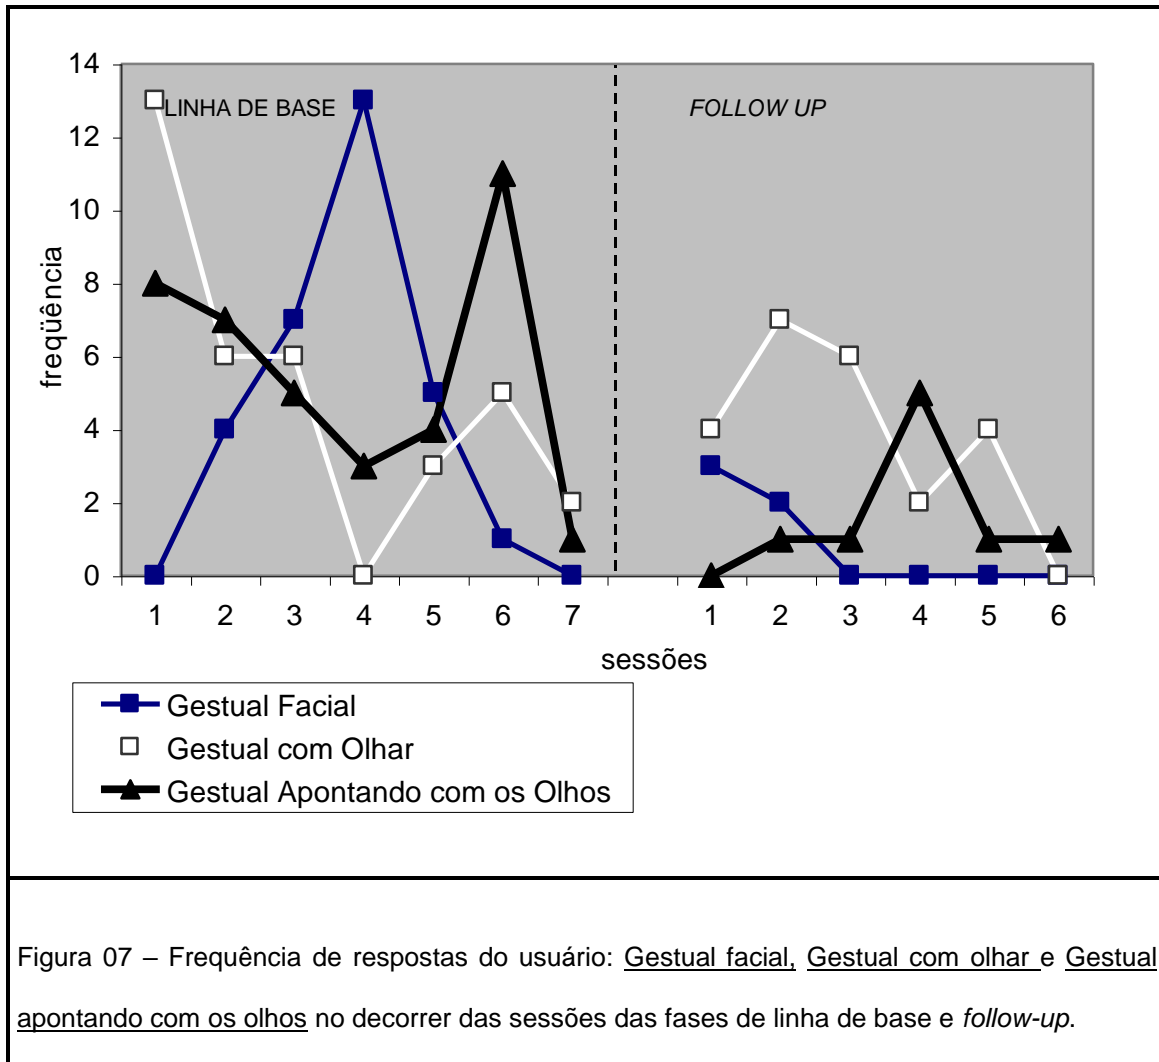 14
LINHA DE BASE
FOLLOW UP
12
10
8
freqüência
6
4
2
0
1 2 3 4 5 6 7 1 2 3 4 5 6
sessões
Gestual Facial
Gestual com Olhar
Gestual Apontando com os Olhos
Figura 07 – Frequência de respostas do usuário: Gestual facial, Gestual com olhar e Gestual
apontando com os olhos no decorrer das sessões das fases de linha de base e follow-up.